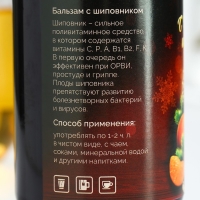 Бальзам с шиповником
Шиповник – сильное
поливитаминное средство
в котором содержатся
витамины С, Р, А, В1, В2, F, К
В первую очередь он
эффективен при ОРВИ,
простуде и гриппе.
Плоды шиповника
препятствуют развитию
болезнетворных бактерий
и вирусов.
Способ применения:
употреблять по 1-2 ч. л
в чистом виде, с чаем,
соками, минеральной водой
и другими напитками.